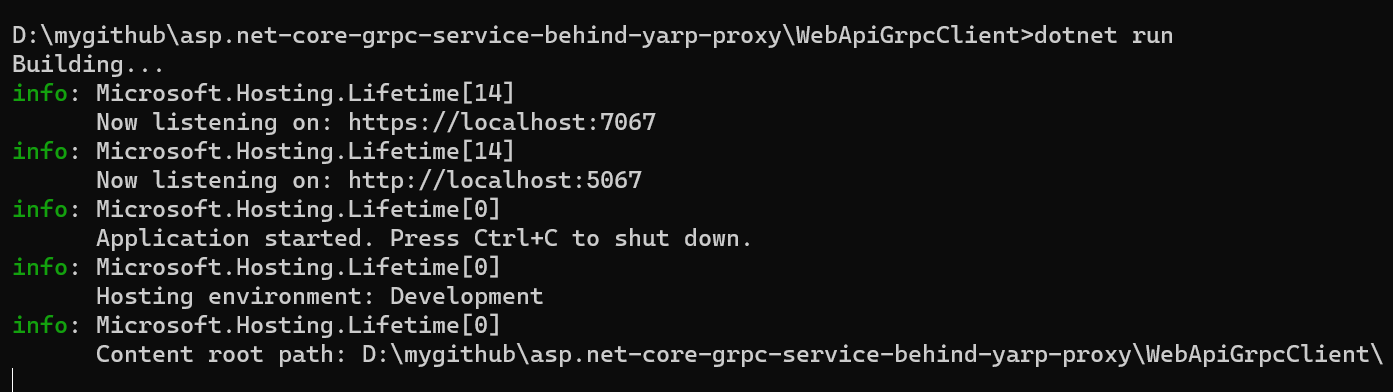 D:\mygithub\asp.net-core-grpc-service-behind-yarp-proxy\WebApiGrpcClient>dotnet run
Building...
info: Microsoft.Hosting.Lifetime[14]
      Now listening on: https://localhost:7067
info: Microsoft.Hosting.Lifetime[14]
      Now listening on: http://localhost:5067
info: Microsoft.Hosting.Lifetime[0]
      Application started. Press Ctrl+C to shut down.
info: Microsoft.Hosting.Lifetime[0]
      Hosting environment: Development
info: Microsoft.Hosting.Lifetime[0]
      Content root path: D:\mygithub\asp.net-core-grpc-service-behind-yarp-proxy\WebApiGrpcClient\